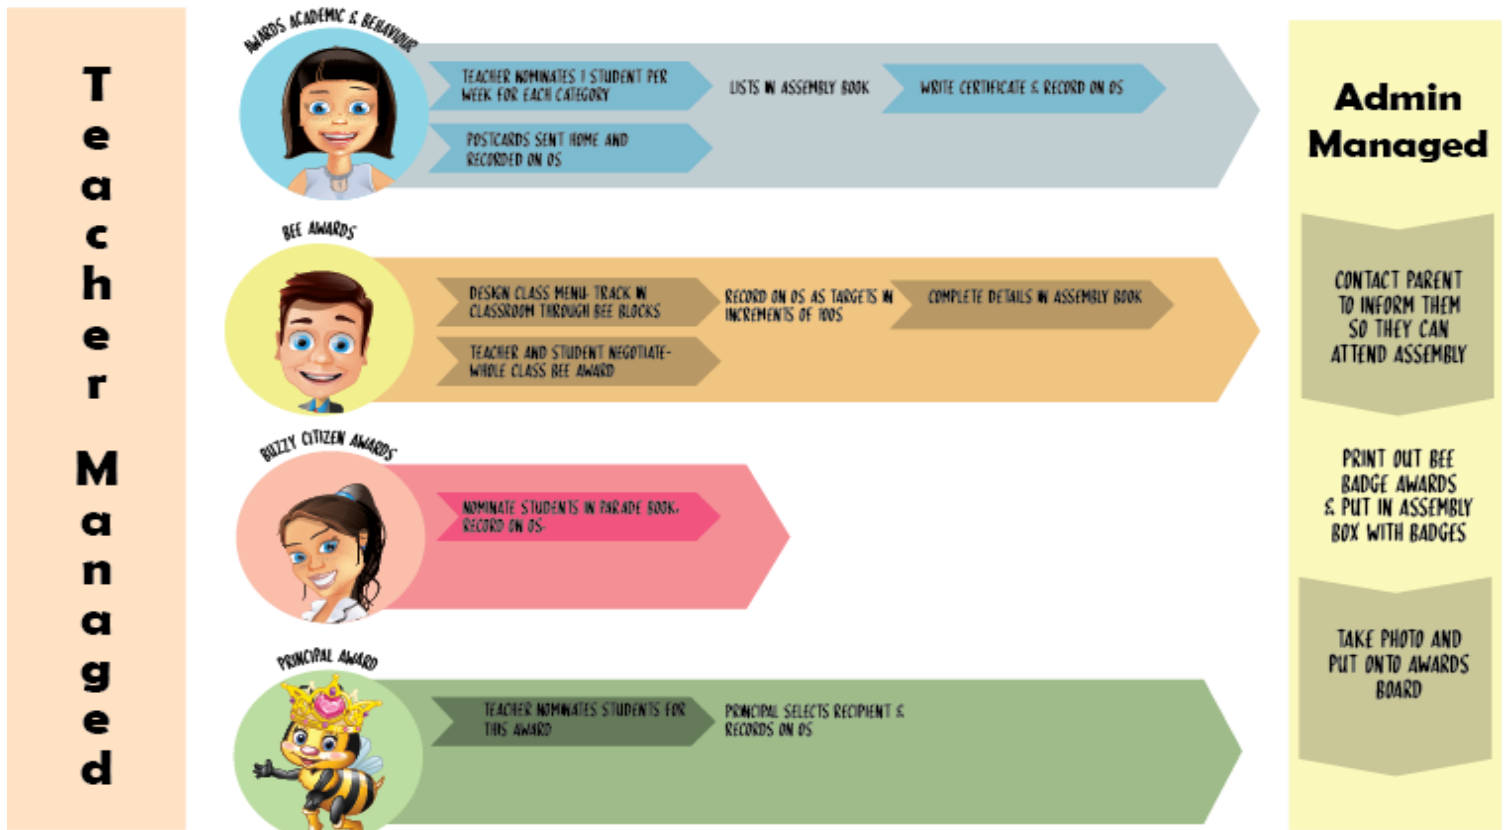 Teacher Managed
AWARDS ACADEMIC & BEHAVIOUR
TEACHER NOMINATES 1 STUDENT PER
WEEK FOR EACH CATEGORY
LISTS IN ASSEMBLY BOOK
WRITE CERTIFICATE & RECORD ON OS
POSTCARDS SENT HOME AND
RECORDED ON OS
BEE AWARDS
DESIGN CLASS MENU- TRACK IN
CLASSROOM THROUGH BEE BLOCKS
RECORD ON OS AS TARGETS IN
INCREMENTS OF 100S
COMPLETE DETAILS IN ASSEMBLY BOOK
TEACHER AND STUDENT NEGOTIATE-
WHOLE CLASS BEE AWARD
BUZZY CITIZEN AWARDS
NOMINATE STUDENTS IN PARADE BOOK.
RECORD ON OS-
PRINCIPAL AWARD
TEACHER NOMINATES STUDENTS FOR
THIS AWARD
PRINCIPAL SELECTS RECIPIENT &
RECORDS ON OS
Admin
Managed
CONTACT PARENT
TO INFORM THEM
SO THEY CAN
ATTEND ASSEMBLY
PRINT OUT BEE
BADGE AWARDS
& PUT IN ASSEMBLY
BOX WITH BADGES
TAKE PHOTO AND
PUT ONTO AWARDS
BOARD